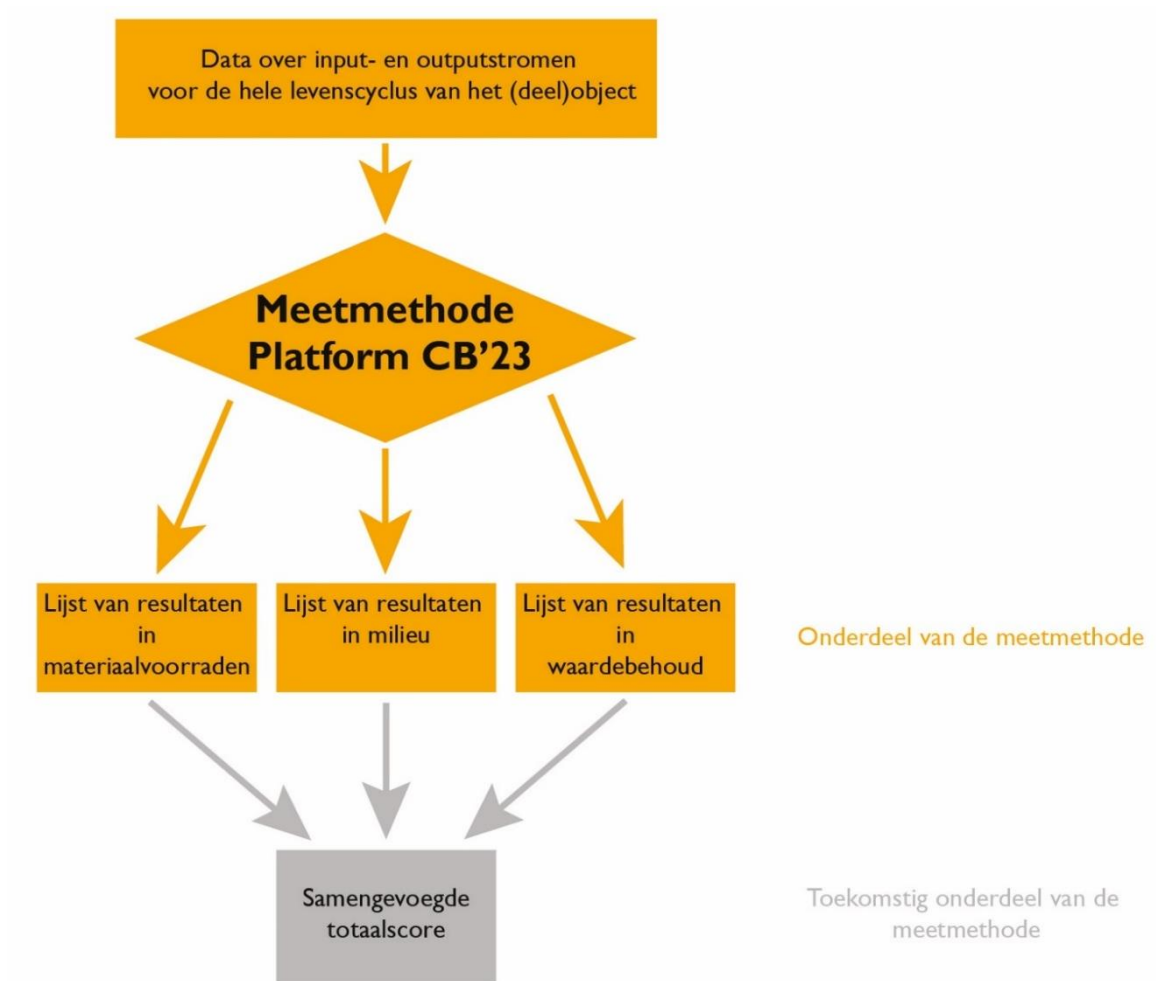 Data over input- en outputstromen
voor de hele levenscyclus van het (deel)object
Meetmethode
Platform CB’23
Lijst van resultaten
in
materiaalvoorraden
Lijst van resultaten
in milieu
Lijst van resultaten
in
waardebehoud
Onderdeel van de meetmethode
Samengevoegde
totaalscore
Toekomstig onderdeel van de
meetmethode